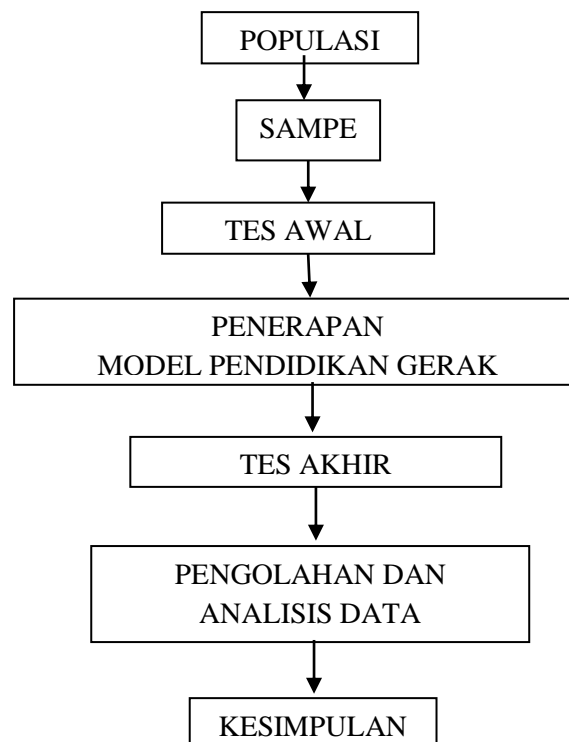 POPULASI
SAMPE
TES AWAL
PENERAPAN
MODEL PENDIDIKAN GERAK
TES AKHIR
PENGOLAHAN DAN
ANALISIS DATA
KESIMPULAN